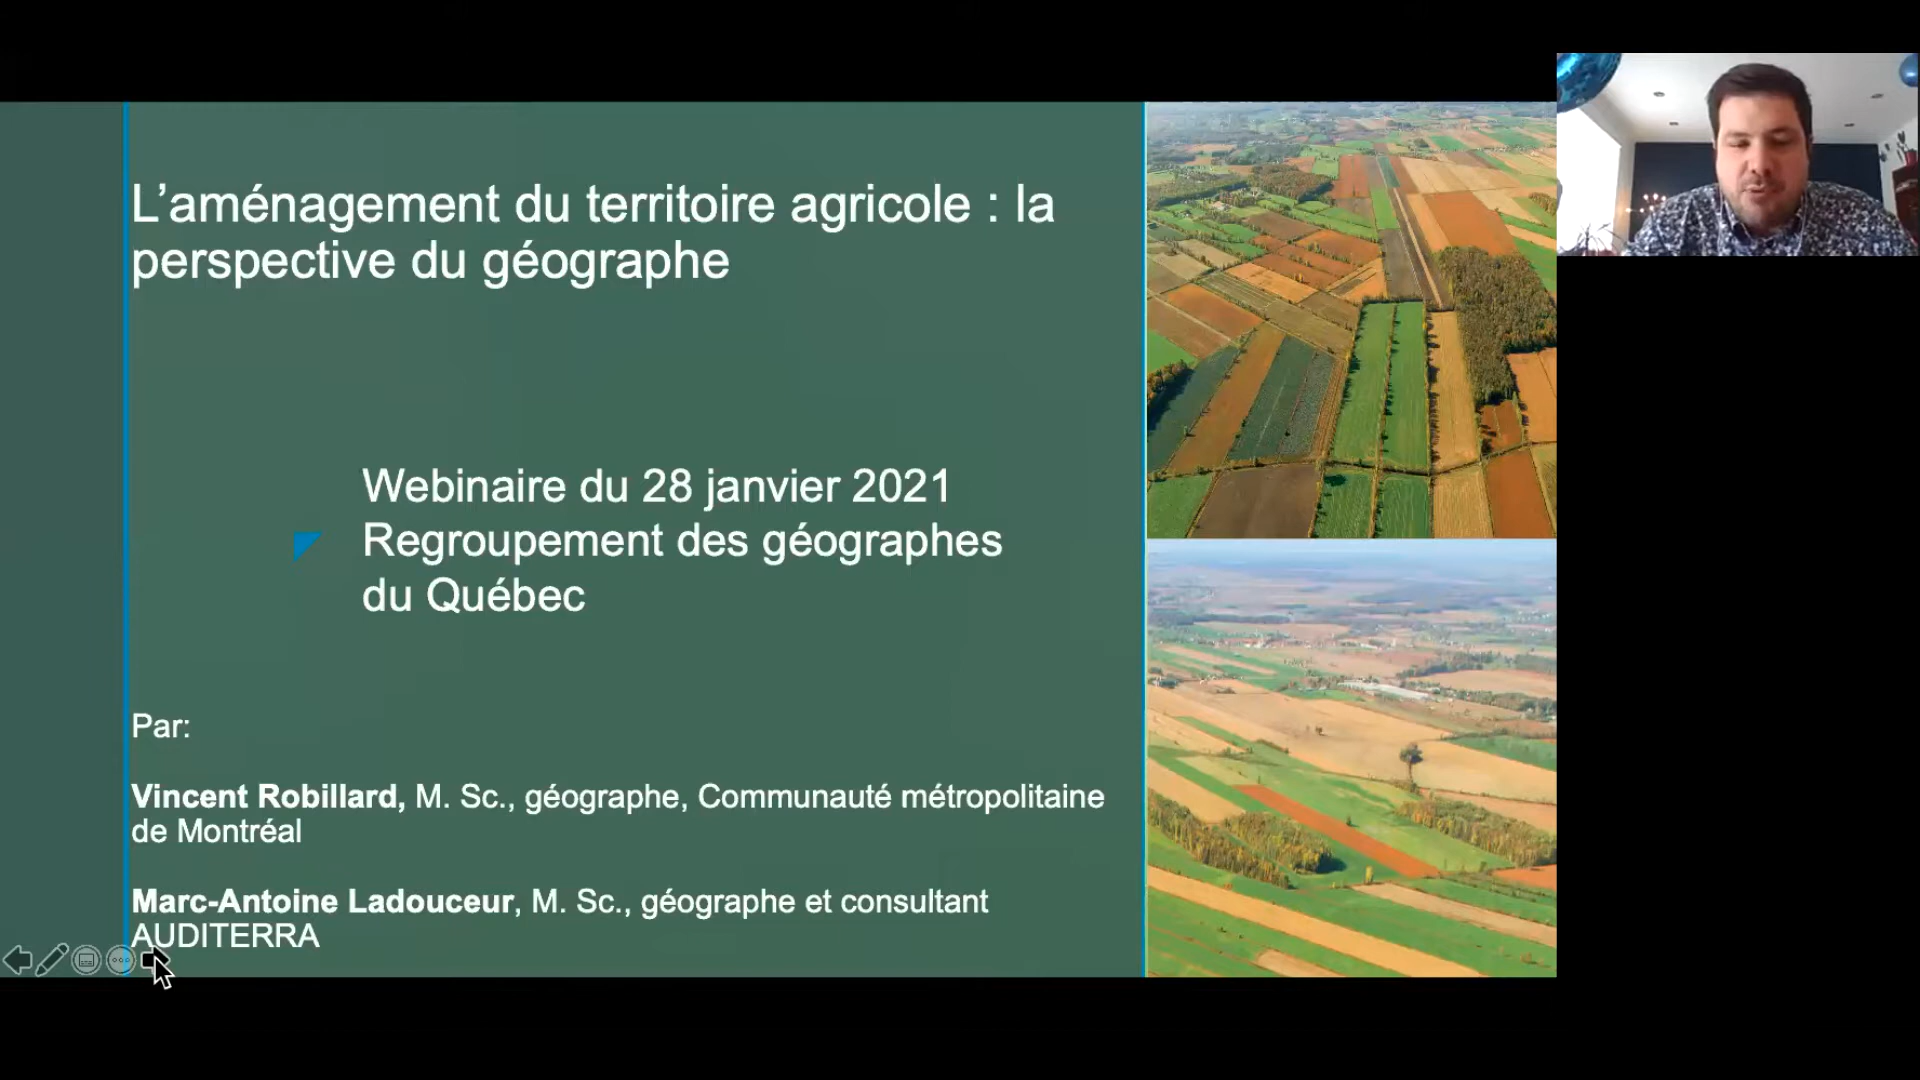 L’aménagement du territoire agricole : la
perspective du géographe
Webinaire du 28 janvier 2021
Regroupement des géographes
du Québec
Par:
Vincent Robillard, M. Sc., géographe, Communauté métropolitaine
de Montréal
Marc-Antoine Ladouceur, M. Sc., géographe et consultant
AUDITERRA